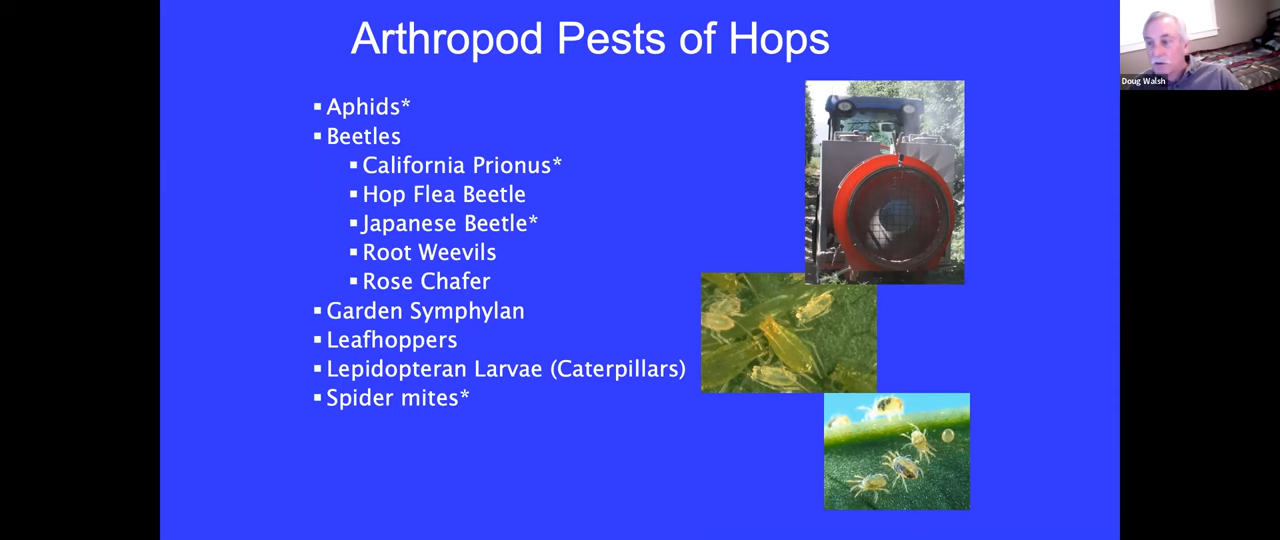 Arthropod Pests of Hops
Doug Walsh
▪ Aphids*
▪ Beetles
▪ California Prionus*
▪ Hop Flea Beetle
▪ Japanese Beetle*
▪ Root Weevils
▪ Rose Chafer
▪ Garden Symphylan
▪ Leafhoppers
▪ Lepidopteran Larvae (Caterpillars)
▪ Spider mites*